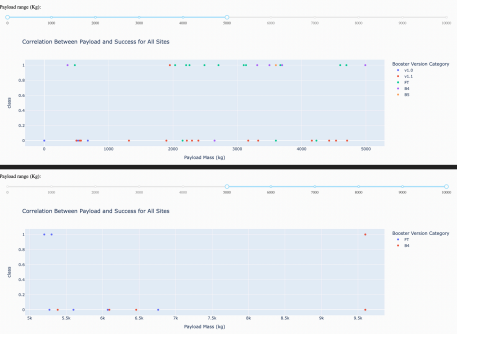 Payload range (Kg):
0 1000 2000 3000 4000 5000 6000 7000 8000 9000 10000
Correlation Between Payload and Success for All Sites
Booster Version Category
v1.0
v1.1
FT
B4
B5
1
0.8
0.6
0.4
0.2
0
class
0 1000 2000 3000 4000 5000
Payload Mass (kg)
Payload range (Kg):
0 1000 2000 3000 4000 5000 6000 7000 8000 9000 10000
Correlation Between Payload and Success for All Sites
Booster Version Category
FT
B4
1
0.8
0.6
0.4
0.2
0
class
5k 5.5k 6k 6.5k 7k 7.5k 8k 8.5k 9k 9.5k
Payload Mass (kg)